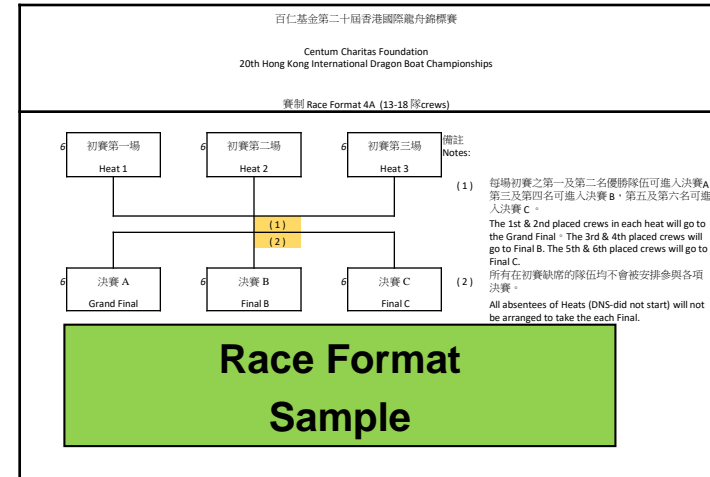 百仁基金第二十屆香港國際龍舟錦標賽
Centum Charitas Foundation
20th Hong Kong International Dragon Boat Championships
賽制 Race Format 4A (13-18 隊crews)
6 初賽第一場 6 初賽第二場 6 初賽第三場
Heat 1 Heat 2 Heat 3
備註
Notes:
(1) 每場初賽之第一及第二名優勝隊伍可進入決賽A
第三及第四名可進入決賽 B，第五及第六名可進
入決賽 C 。
The 1st & 2nd placed crews in each heat will go to
the Grand Final。The 3rd & 4th placed crews will
go to Final B. The 5th & 6th placed crews will go to
Final C.
(1)
(2)
6 決賽 A 6 決賽 B 6 決賽 C
Grand Final Final B Final C
(2) 所有在初賽缺席的隊伍均不會被安排參與各項
決賽。
All absentees of Heats (DNS-did not start) will not
be arranged to take the each Final.
Race Format
Sample